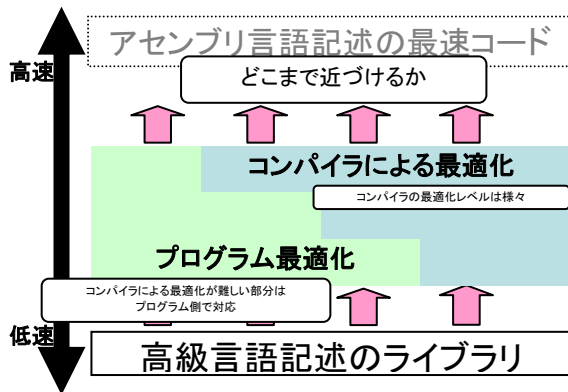 アセンブリ言語記述の最速コード
高速
どこまで近づけるか
コンパイラによる最適化
コンパイラの最適化レベルは様々
プログラム最適化
コンパイラによる最適化が難しい部分は
プログラム側で対応
低速
高級言語記述のライブラリ